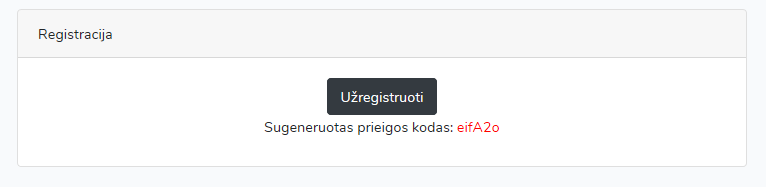 Registracija
Užregistruoti
Sugeneruotas prieigos kodas: eifA2o